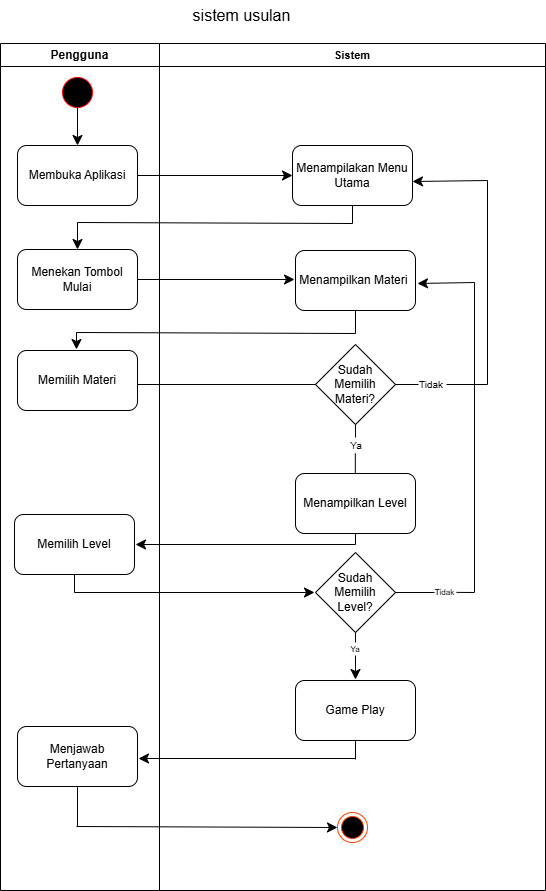 sistem usulan
Pengguna
Sistem
Membuka Aplikasi
Menampilakan Menu
Utama
Menekan Tombol
Mulai
Menampilkan Materi
Memilih Materi
Sudah
Memilih
Materi?
Tidak
Ya
Menampilkan Level
Memilih Level
Sudah
Memilih
Level?
Tidak
Ya
Game Play
Menjawab
Pertanyaan